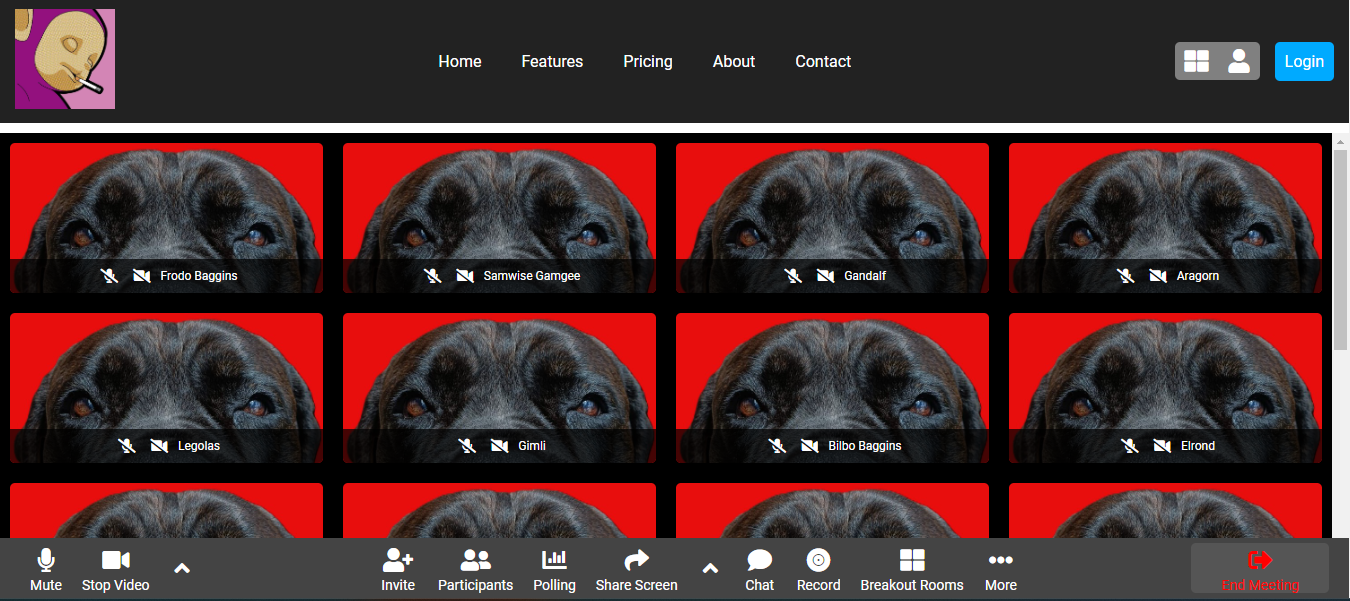 Home Features Pricing About Contact Login
Frodo Baggins Samwise Gamgee Gandalf Aragorn
Legolas Gimli Bilbo Baggins Elrond
Mute Stop Video Invite Participants Polling Share Screen Chat Record Breakout Rooms More End Meeting